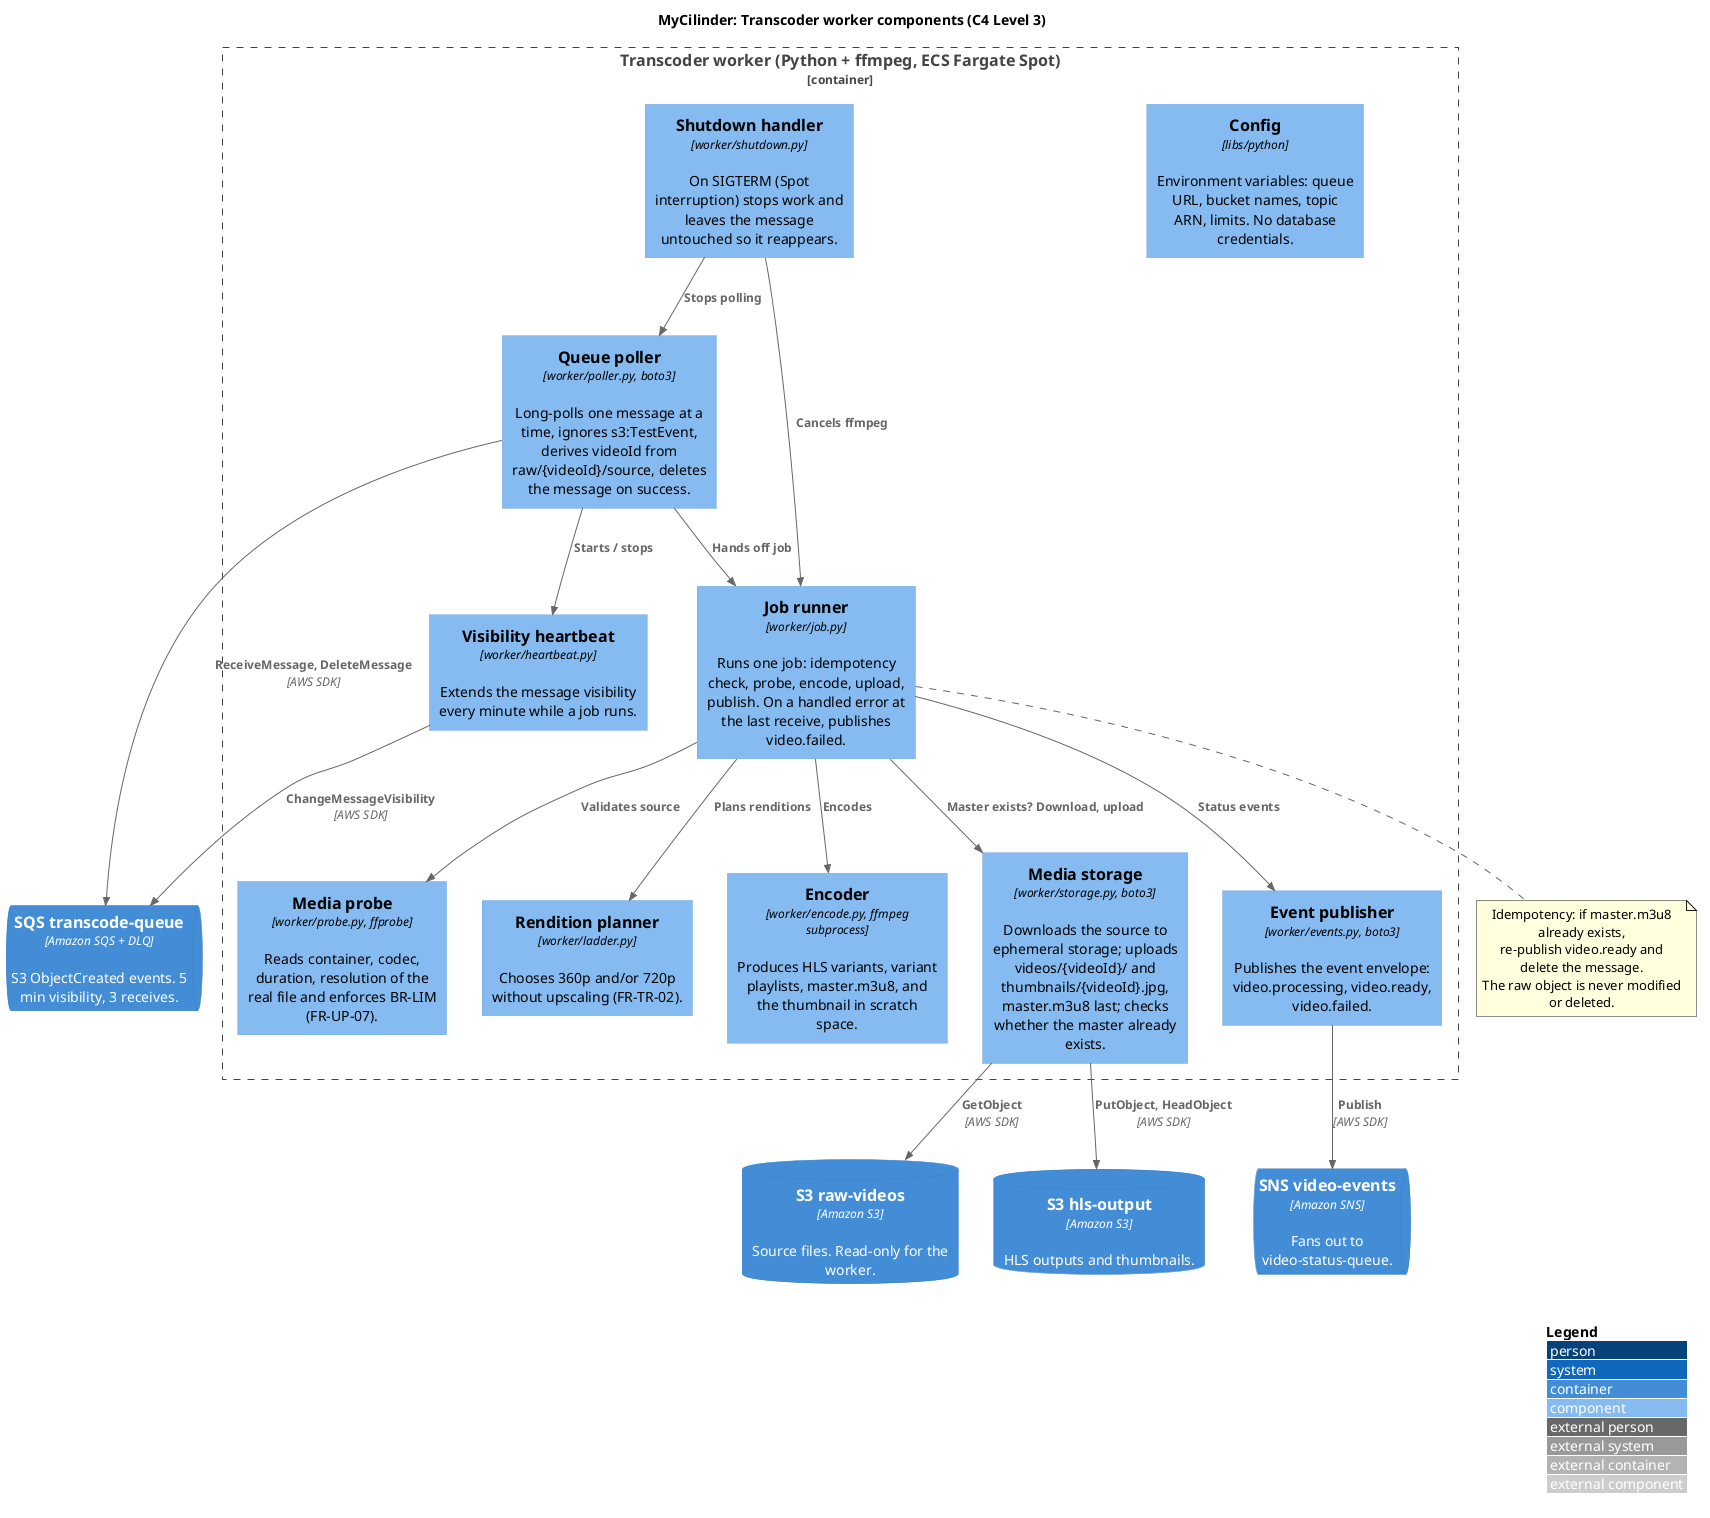 MyCilinder: Transcoder worker components (C4 Level 3)
Transcoder worker (Python + ffmpeg, ECS Fargate Spot)
[container]
Shutdown handler
[worker/shutdown.py]
On SIGTERM (Spot
interruption) stops work and
leaves the message
untouched so it reappears.
Config
[libs/python]
Environment variables: queue
URL, bucket names, topic
ARN, limits. No database
credentials.
Stops polling
Queue poller
[worker/poller.py, boto3]
Long-polls one message at a
time, ignores s3:TestEvent,
derives videoId from
raw/{videoId}/source, deletes
the message on success.
Cancels ffmpeg
Starts / stops
Hands off job
Visibility heartbeat
[worker/heartbeat.py]
Extends the message visibility
every minute while a job runs.
Job runner
[worker/job.py]
Runs one job: idempotency
check, probe, encode, upload,
publish. On a handled error at
the last receive, publishes
video.failed.
ReceiveMessage, DeleteMessage
[AWS SDK]
ChangeMessageVisibility
[AWS SDK]
Validates source
Plans renditions
Encodes
Master exists? Download, upload
Status events
SQS transcode-queue
[Amazon SQS + DLQ]
S3 ObjectCreated events. 5
min visibility, 3 receives.
Media probe
[worker/probe.py, ffprobe]
Reads container, codec,
duration, resolution of the
real file and enforces BR-LIM
(FR-UP-07).
Rendition planner
[worker/ladder.py]
Chooses 360p and/or 720p
without upscaling (FR-TR-02).
Encoder
[worker/encode.py, ffmpeg
subprocess]
Produces HLS variants, variant
playlists, master.m3u8, and
the thumbnail in scratch
space.
Media storage
[worker/storage.py, boto3]
Downloads the source to
ephemeral storage; uploads
videos/{videoId}/ and
thumbnails/{videoId}.jpg,
master.m3u8 last; checks
whether the master already
exists.
Event publisher
[worker/events.py, boto3]
Publishes the event envelope:
video.processing, video.ready,
video.failed.
Idempotency: if master.m3u8
already exists,
re-publish video.ready and
delete the message.
The raw object is never modified
or deleted.
GetObject
[AWS SDK]
PutObject, HeadObject
[AWS SDK]
Publish
[AWS SDK]
S3 raw-videos
[Amazon S3]
Source files. Read-only for the
worker.
S3 hls-output
[Amazon S3]
HLS outputs and thumbnails.
SNS video-events
[Amazon SNS]
Fans out to
video-status-queue.
Legend
person
system
container
component
external person
external system
external container
external component